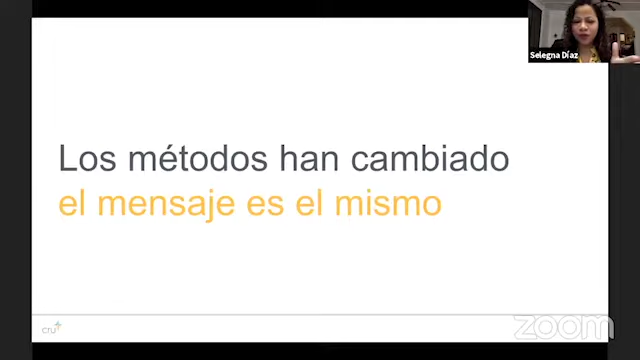 Selegna Díaz
Los métodos han cambiado
el mensaje es el mismo
cru
zoom